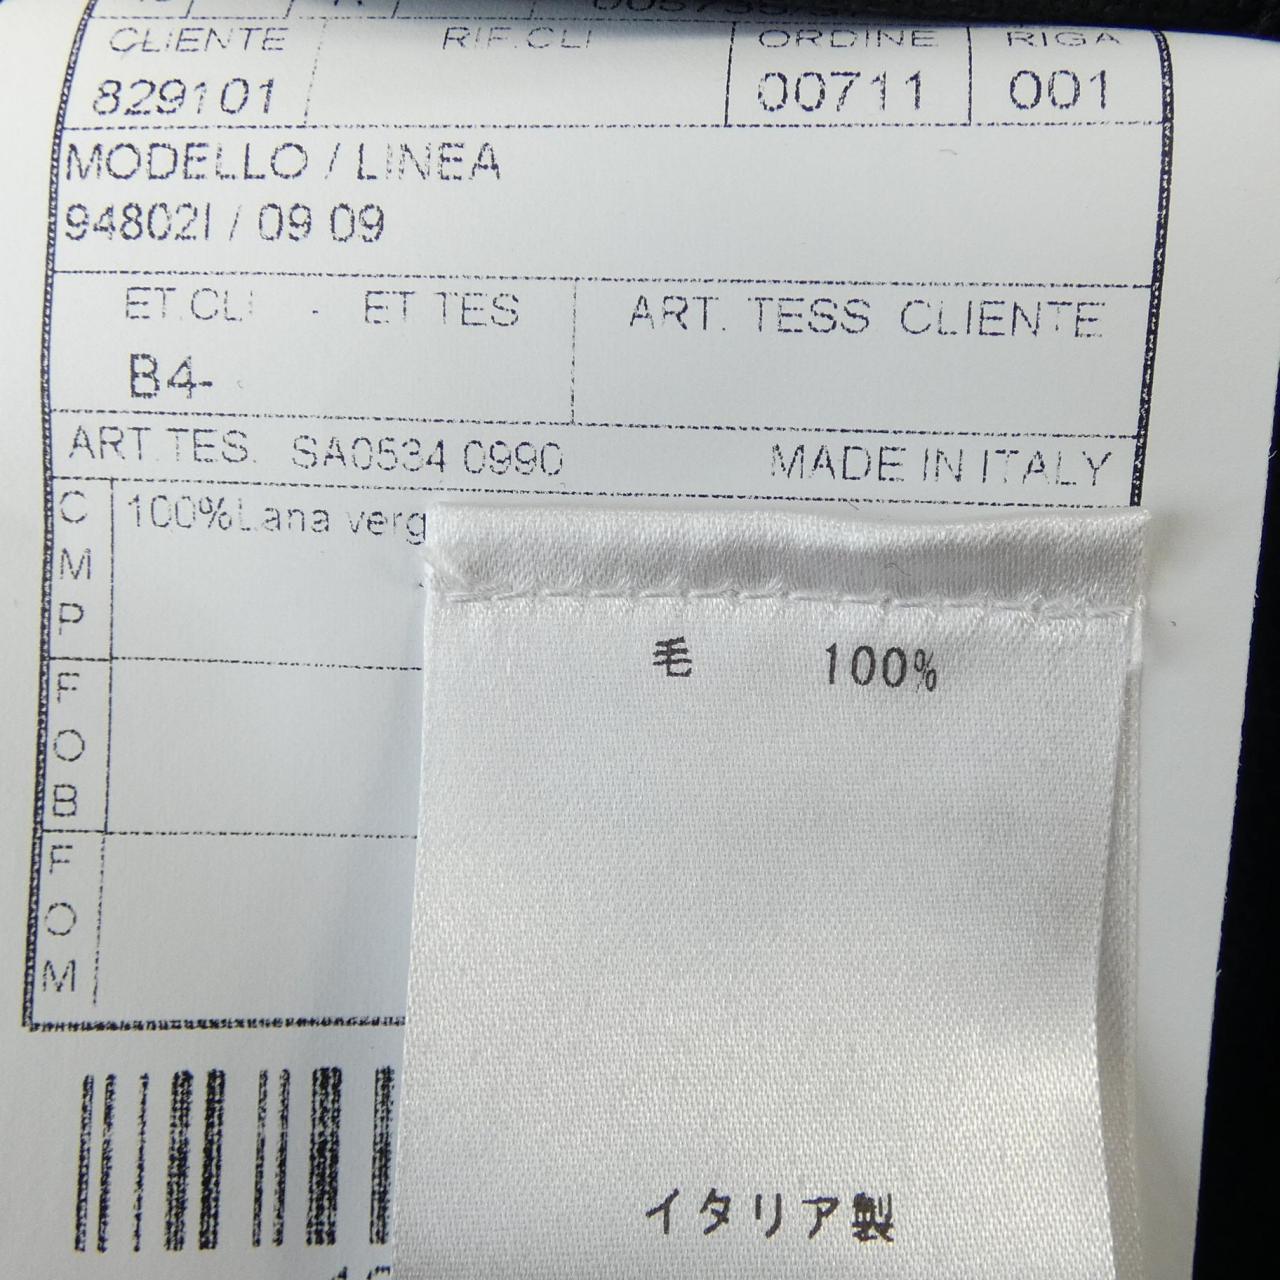 CLIENTE RIF.CLI ORDINE RIGA
829101 00711 001
MODELLO / LINEA
94802I / 09 09
ET.CLI - ET TES ART. TESS CLIENTE
B4-
ART.TES. SA0534 0990 MADE IN ITALY
C M P
100%Lana verg
F O B
F O M
毛 100%
イタリア製